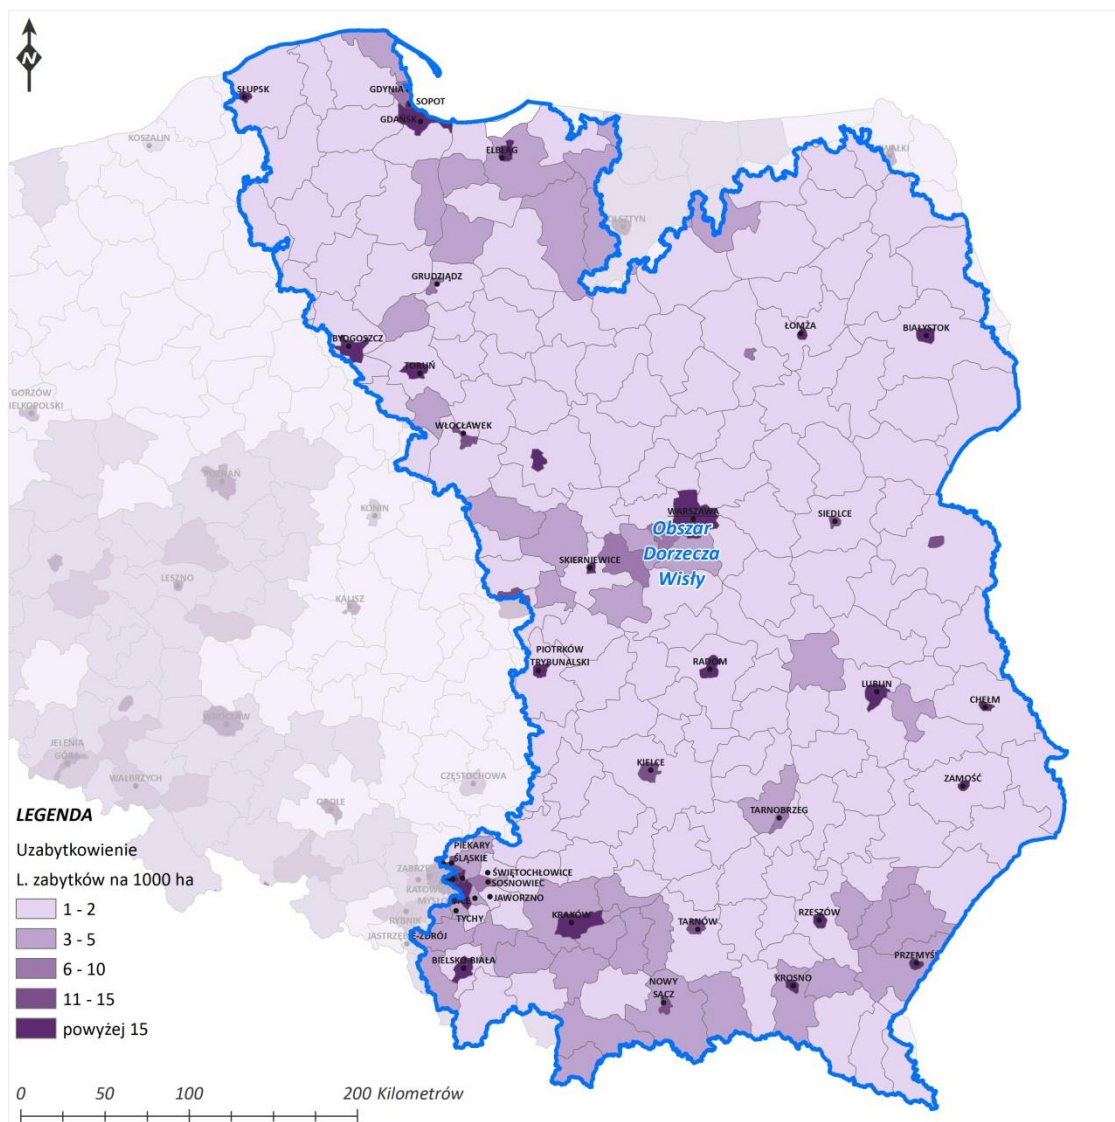 N
SŁUPSK
GDYNIA
SOPOT
GDAŃSK
KOSZALIN
ELBLĄG
WAŁKI
OLSZTYN
GRUDZIĄDZ
ŁOMŻA
BIAŁYSTOK
BYDGOSZCZ
TORUŃ
GORZÓW
IELKOPOLSKI
WŁOCŁAWEK
POZNAŃ
KONIN
WARSZAWA
SIEDLCE
Obszar
Dorzecza
Wisły
SKIERNIEWICE
LESZNO
KALISZ
PIOTRKÓW
TRYBUNALSKI
RADOM
LUBLIN
CHEŁM
WROCŁAW
JELENIA
GÓRA
WAŁBRZYCH
CZĘSTOCHOWA
KIELCE
ZAMOŚĆ
OPOLE
TARNOBRZEG
LEGENDA
Uzabytkowienie
L. zabytków na 1000 ha
1 - 2
3 - 5
6 - 10
11 - 15
powyżej 15
PIEKARY
ŚLĄSKIE
ZABRZE
ŚWIĘTOCHŁOWICE
SOSNOWIEC
KATOWICE
JAWORZNO
TYCHY
RYBNIK
E-ZDRÓJ
KRAKÓW
TARNÓW
RZESZÓW
BIELSKO-BIAŁA
PRZEMYŚL
NOWY
SĄCZ
KROSNO
0 50 100 200 Kilometrów